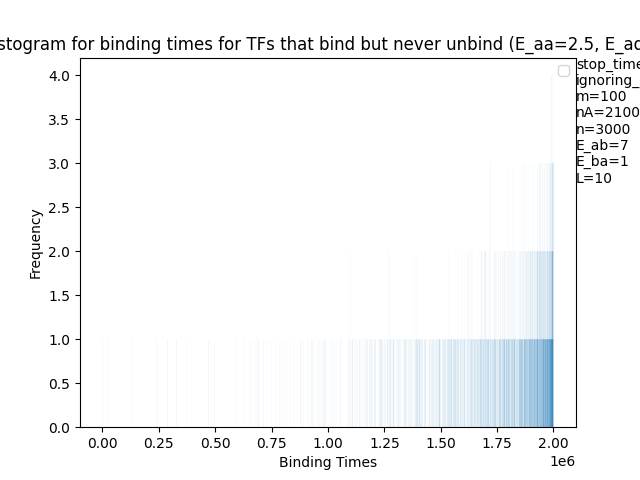 stogram for binding times for TFs that bind but never unbind (E_aa=2.5, E_a
stop_time
ignoring_
m=100
nA=2100
n=3000
E_ab=7
E_ba=1
L=10
4.0
3.5
3.0
2.5
2.0
1.5
1.0
0.5
0.0
Frequency
0.00 0.25 0.50 0.75 1.00 1.25 1.50 1.75 2.00
1e6
Binding Times